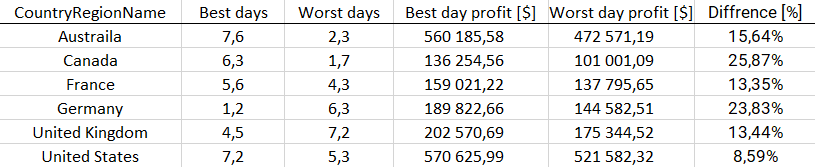 CountryRegionName Best days Worst days Best day profit [$] Worst day profit [$] Diffrence [%]
Austraila 7,6 2,3 560 185,58 472 571,19 15,64%
Canada 6,3 1,7 136 254,56 101 001,09 25,87%
France 5,6 4,3 159 021,22 137 795,65 13,35%
Germany 1,2 6,3 189 822,66 144 582,51 23,83%
United Kingdom 4,5 7,2 202 570,69 175 344,52 13,44%
United States 7,2 5,3 570 625,99 521 582,32 8,59%